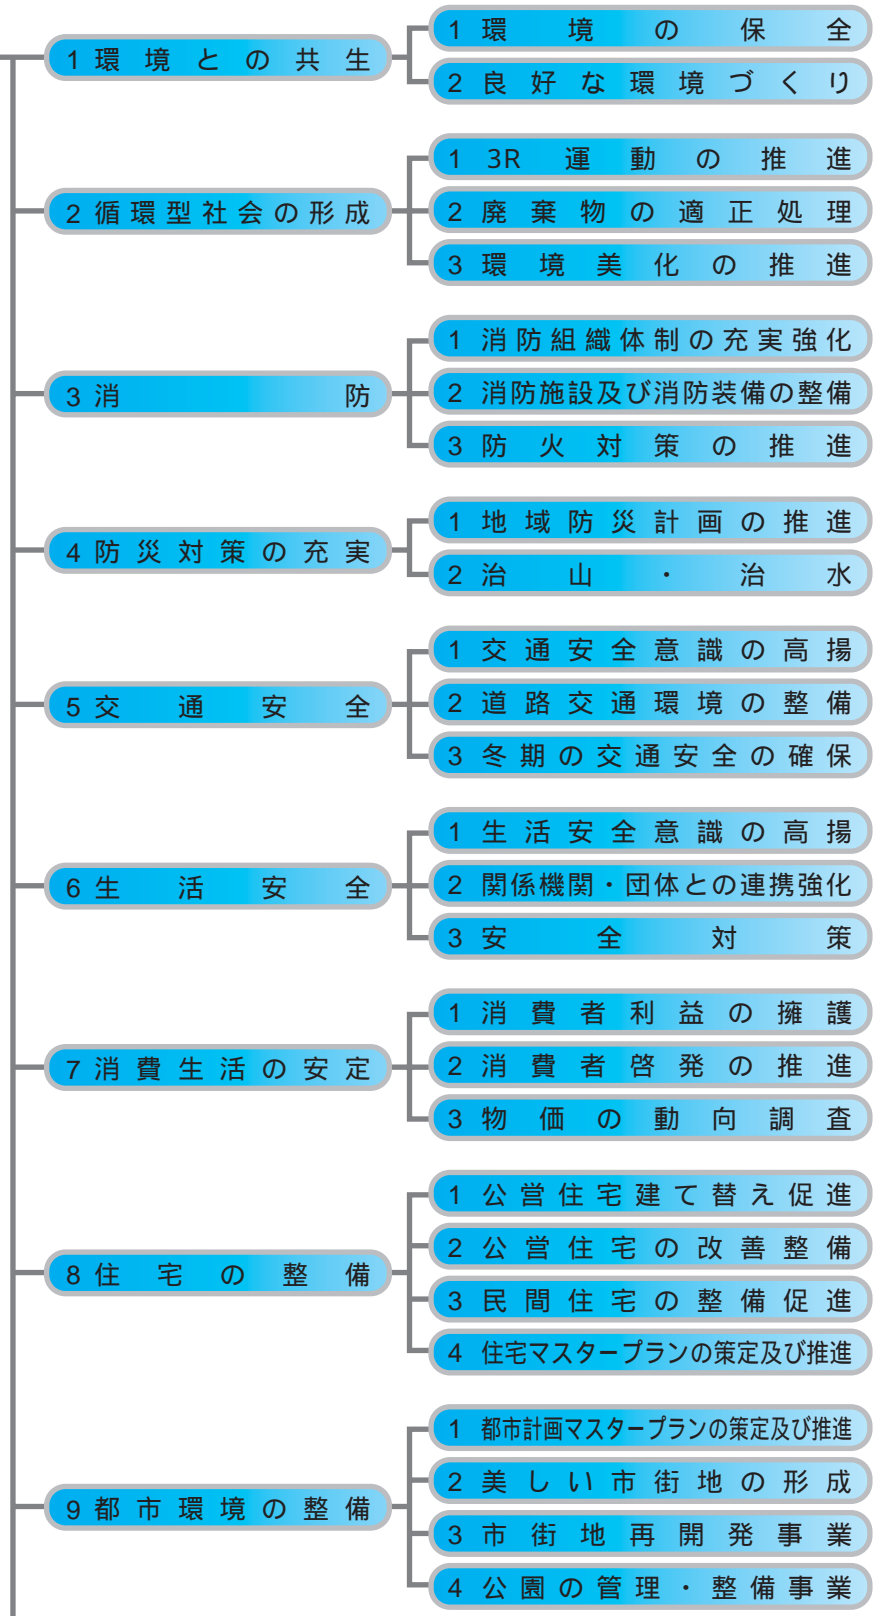 1 環境との共生
1 環境の保全
2 良好な環境づくり
2 循環型社会の形成
1 3R運動の推進
2 廃棄物の適正処理
3 環境美化の推進
3 消防
1 消防組織体制の充実強化
2 消防施設及び消防装備の整備
3 防火対策の推進
4 防災対策の充実
1 地域防災計画の推進
2 治山・治水
5 交通安全
1 交通安全意識の高揚
2 道路交通環境の整備
3 冬期の交通安全の確保
6 生活安全
1 生活安全意識の高揚
2 関係機関・団体との連携強化
3 安全対策
7 消費生活の安定
1 消費者利益の擁護
2 消費者啓発の推進
3 物価の動向調査
8 住宅の整備
1 公営住宅建て替え促進
2 公営住宅の改善整備
3 民間住宅の整備促進
4 住宅マスタープランの策定及び推進
9 都市環境の整備
1 都市計画マスタープランの策定及び推進
2 美しい市街地の形成
3 市街地再開発事業
4 公園の管理・整備事業